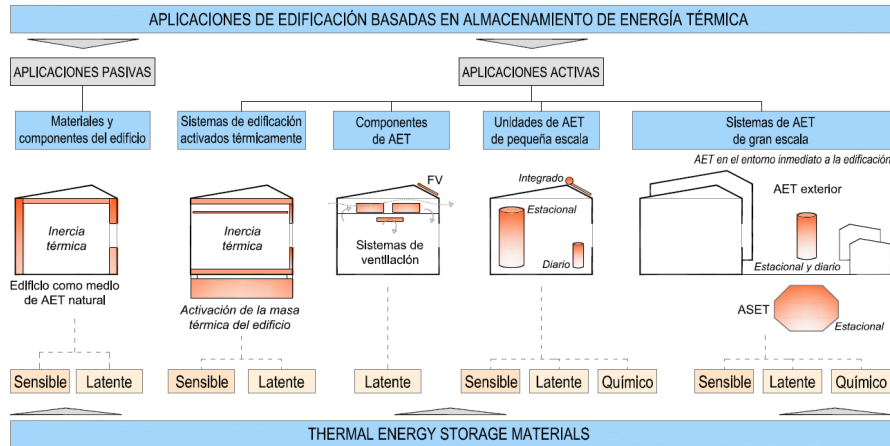 APLICACIONES DE EDIFICACIÓN BASADAS EN ALMACENAMIENTO DE ENERGÍA TÉRMICA
APLICACIONES PASIVAS
APLICACIONES ACTIVAS
Materiales y
componentes del edificio
Sistemas de edificación
activados térmicamente
Componentes
de AET
Unidades de AET
de pequeña escala
Sistemas de AET
de gran escala
AET en el entorno inmediato a la edificación
Inercia
térmica
Edificio como medio
de AET natural
Inercia
térmica
Activación de la masa
térmica del edificio
FV
Sistemas de
ventilación
Integrado
Estacional
Diario
AET exterior
Estacional y diario
ASET
Estacional
Sensible
Latente
Sensible
Latente
Latente
Sensible
Latente
Químico
Sensible
Latente
Químico
THERMAL ENERGY STORAGE MATERIALS